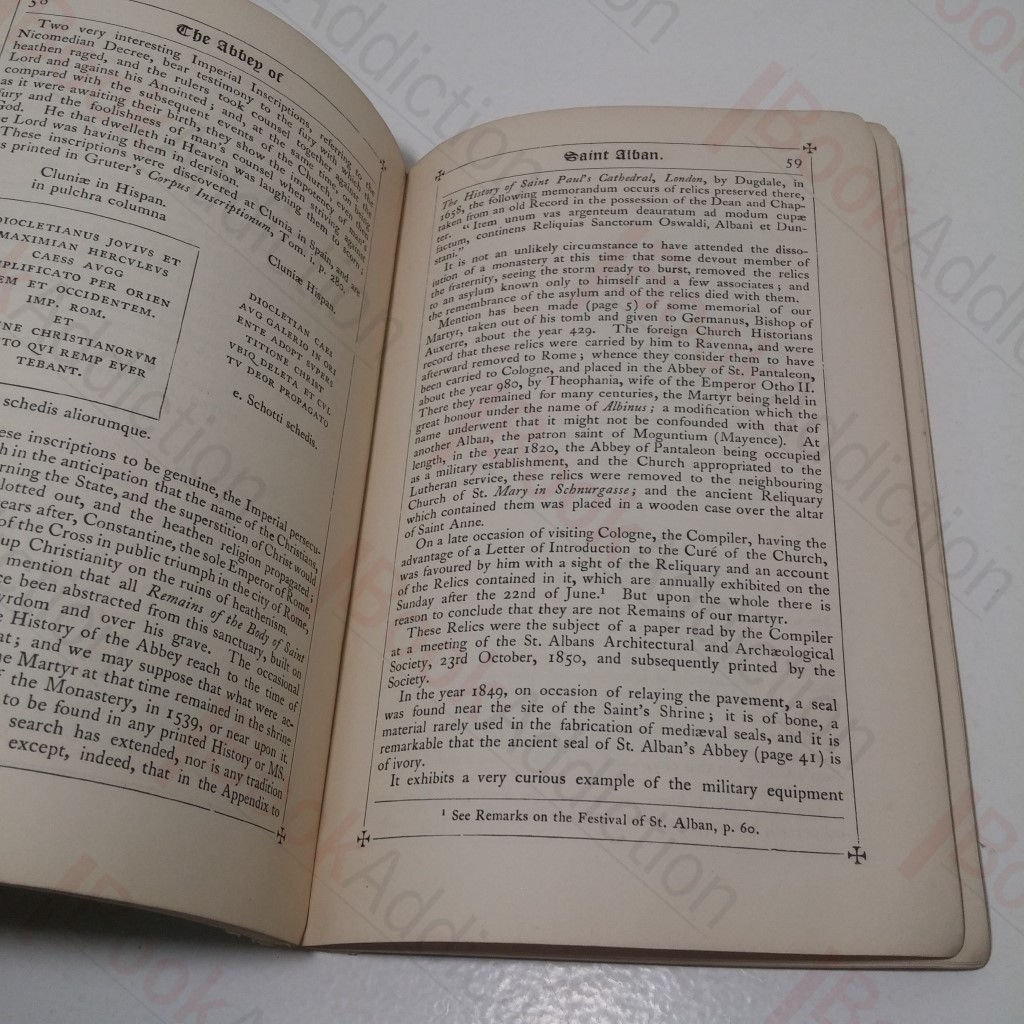 58
The Abbey of
Two very interesting Imperial Inscriptions, referring to the
Nicomedian Decree, bear testimony to the fury with which the
heathen raged, and the rulers took counsel together against the
Lord and against his Anointed; and, at the same time, on being
compared with the subsequent events of the Church, even
as it were awaiting their birth, they show the impotency of man's
fury and the foolishness of man's counsel when thriving against
God. He that dwelleth in Heaven was laughing them to scorn;
e Lord was having them in derision.
These inscriptions were discovered at Clunia in Spain, and are
s printed in Gruter's Corpus Inscriptionum, Tom. I, p. 280.
Cluniæ in Hispan.
in pulchra columna
DIOCLETIANUS JOVIUS ET
MAXIMIAN HERCVLEVS
CAESS AVGG
MPLIFICATO PER ORIEN
EM ET OCCIDENTEM.
IMP. ROM.
ET
INE CHRISTIANORVM
TO QVI REMP EVER
TEBANT.
schedis aliorumque.
Cluniæ Hispan.
DIOCLETIAN CAES
AVG GALERIO IN ORI
ENTE ADOPT SVPERS
TITIONE CHRIST
VBIQ DELETA ET CVL
TV DEOR PROPAGATO
e. Schotti schedis.
ese inscriptions to be genuine, the Imperial persecu-
h in the anticipation that the name of the Christians,
rning the State, and the superstition of Christ would
lotted out, and the heathen religion propagated;
ears after, Constantine, the sole Emperor of Rome,
of the Cross in public triumph in the city of Rome,
up Christianity on the ruins of heathenism.
mention that all Remains of the Body of Saint
ce been abstracted from this sanctuary, built on
yrdom and over his grave. The occasional
e History of the Abbey reach to the time of
at; and we may suppose that what were ac-
he Martyr at that time remained in the shrine
f the Monastery, in 1539, or near upon it.
to be found in any printed History or MS.
search has extended, nor is any tradition
except, indeed, that in the Appendix to
Saint Alban.
59
The History of Saint Paul's Cathedral, London, by Dugdale, in
1658, the following memorandum occurs of relics preserved there,
taken from an old Record in the possession of the Dean and Chap-
ter. "Item unum vas argenteum deauratum ad modum cupæ
factum, continens Reliquias Sanctorum Oswaldi, Albani et Dun-
stani."
It is not an unlikely circumstance to have attended the disso-
lution of a monastery at this time that some devout member of
the fraternity, seeing the storm ready to burst, removed the relics
to an asylum known only to himself and a few associates; and
the remembrance of the asylum and of the relics died with them.
Mention has been made (page 5) of some memorial of our
Martyr, taken out of his tomb and given to Germanus, Bishop of
Auxerre, about the year 429. The foreign Church Historians
record that these relics were carried by him to Ravenna, and were
afterward removed to Rome; whence they consider them to have
been carried to Cologne, and placed in the Abbey of St. Pantaleon,
about the year 980, by Theophania, wife of the Emperor Otho II.
There they remained for many centuries, the Martyr being held in
great honour under the name of Albinus; a modification which the
name underwent that it might not be confounded with that of
another Alban, the patron saint of Moguntium (Mayence). At
length, in the year 1820, the Abbey of Pantaleon being occupied
as a military establishment, and the Church appropriated to the
Lutheran service, these relics were removed to the neighbouring
Church of St. Mary in Schnurgasse; and the ancient Reliquary
which contained them was placed in a wooden case over the altar
of Saint Anne.
On a late occasion of visiting Cologne, the Compiler, having the
advantage of a Letter of Introduction to the Curé of the Church,
was favoured by him with a sight of the Reliquary and an account
of the Relics contained in it, which are annually exhibited on the
Sunday after the 22nd of June.¹ But upon the whole there is
reason to conclude that they are not Remains of our martyr.
These Relics were the subject of a paper read by the Compiler
at a meeting of the St. Albans Architectural and Archæological
Society, 23rd October, 1850, and subsequently printed by the
Society.
In the year 1849, on occasion of relaying the pavement, a seal
was found near the site of the Saint's Shrine; it is of bone, a
material rarely used in the fabrication of mediæval seals, and it is
remarkable that the ancient seal of St. Alban's Abbey (page 41) is
of ivory.
It exhibits a very curious example of the military equipment
¹ See Remarks on the Festival of St. Alban, p. 60.